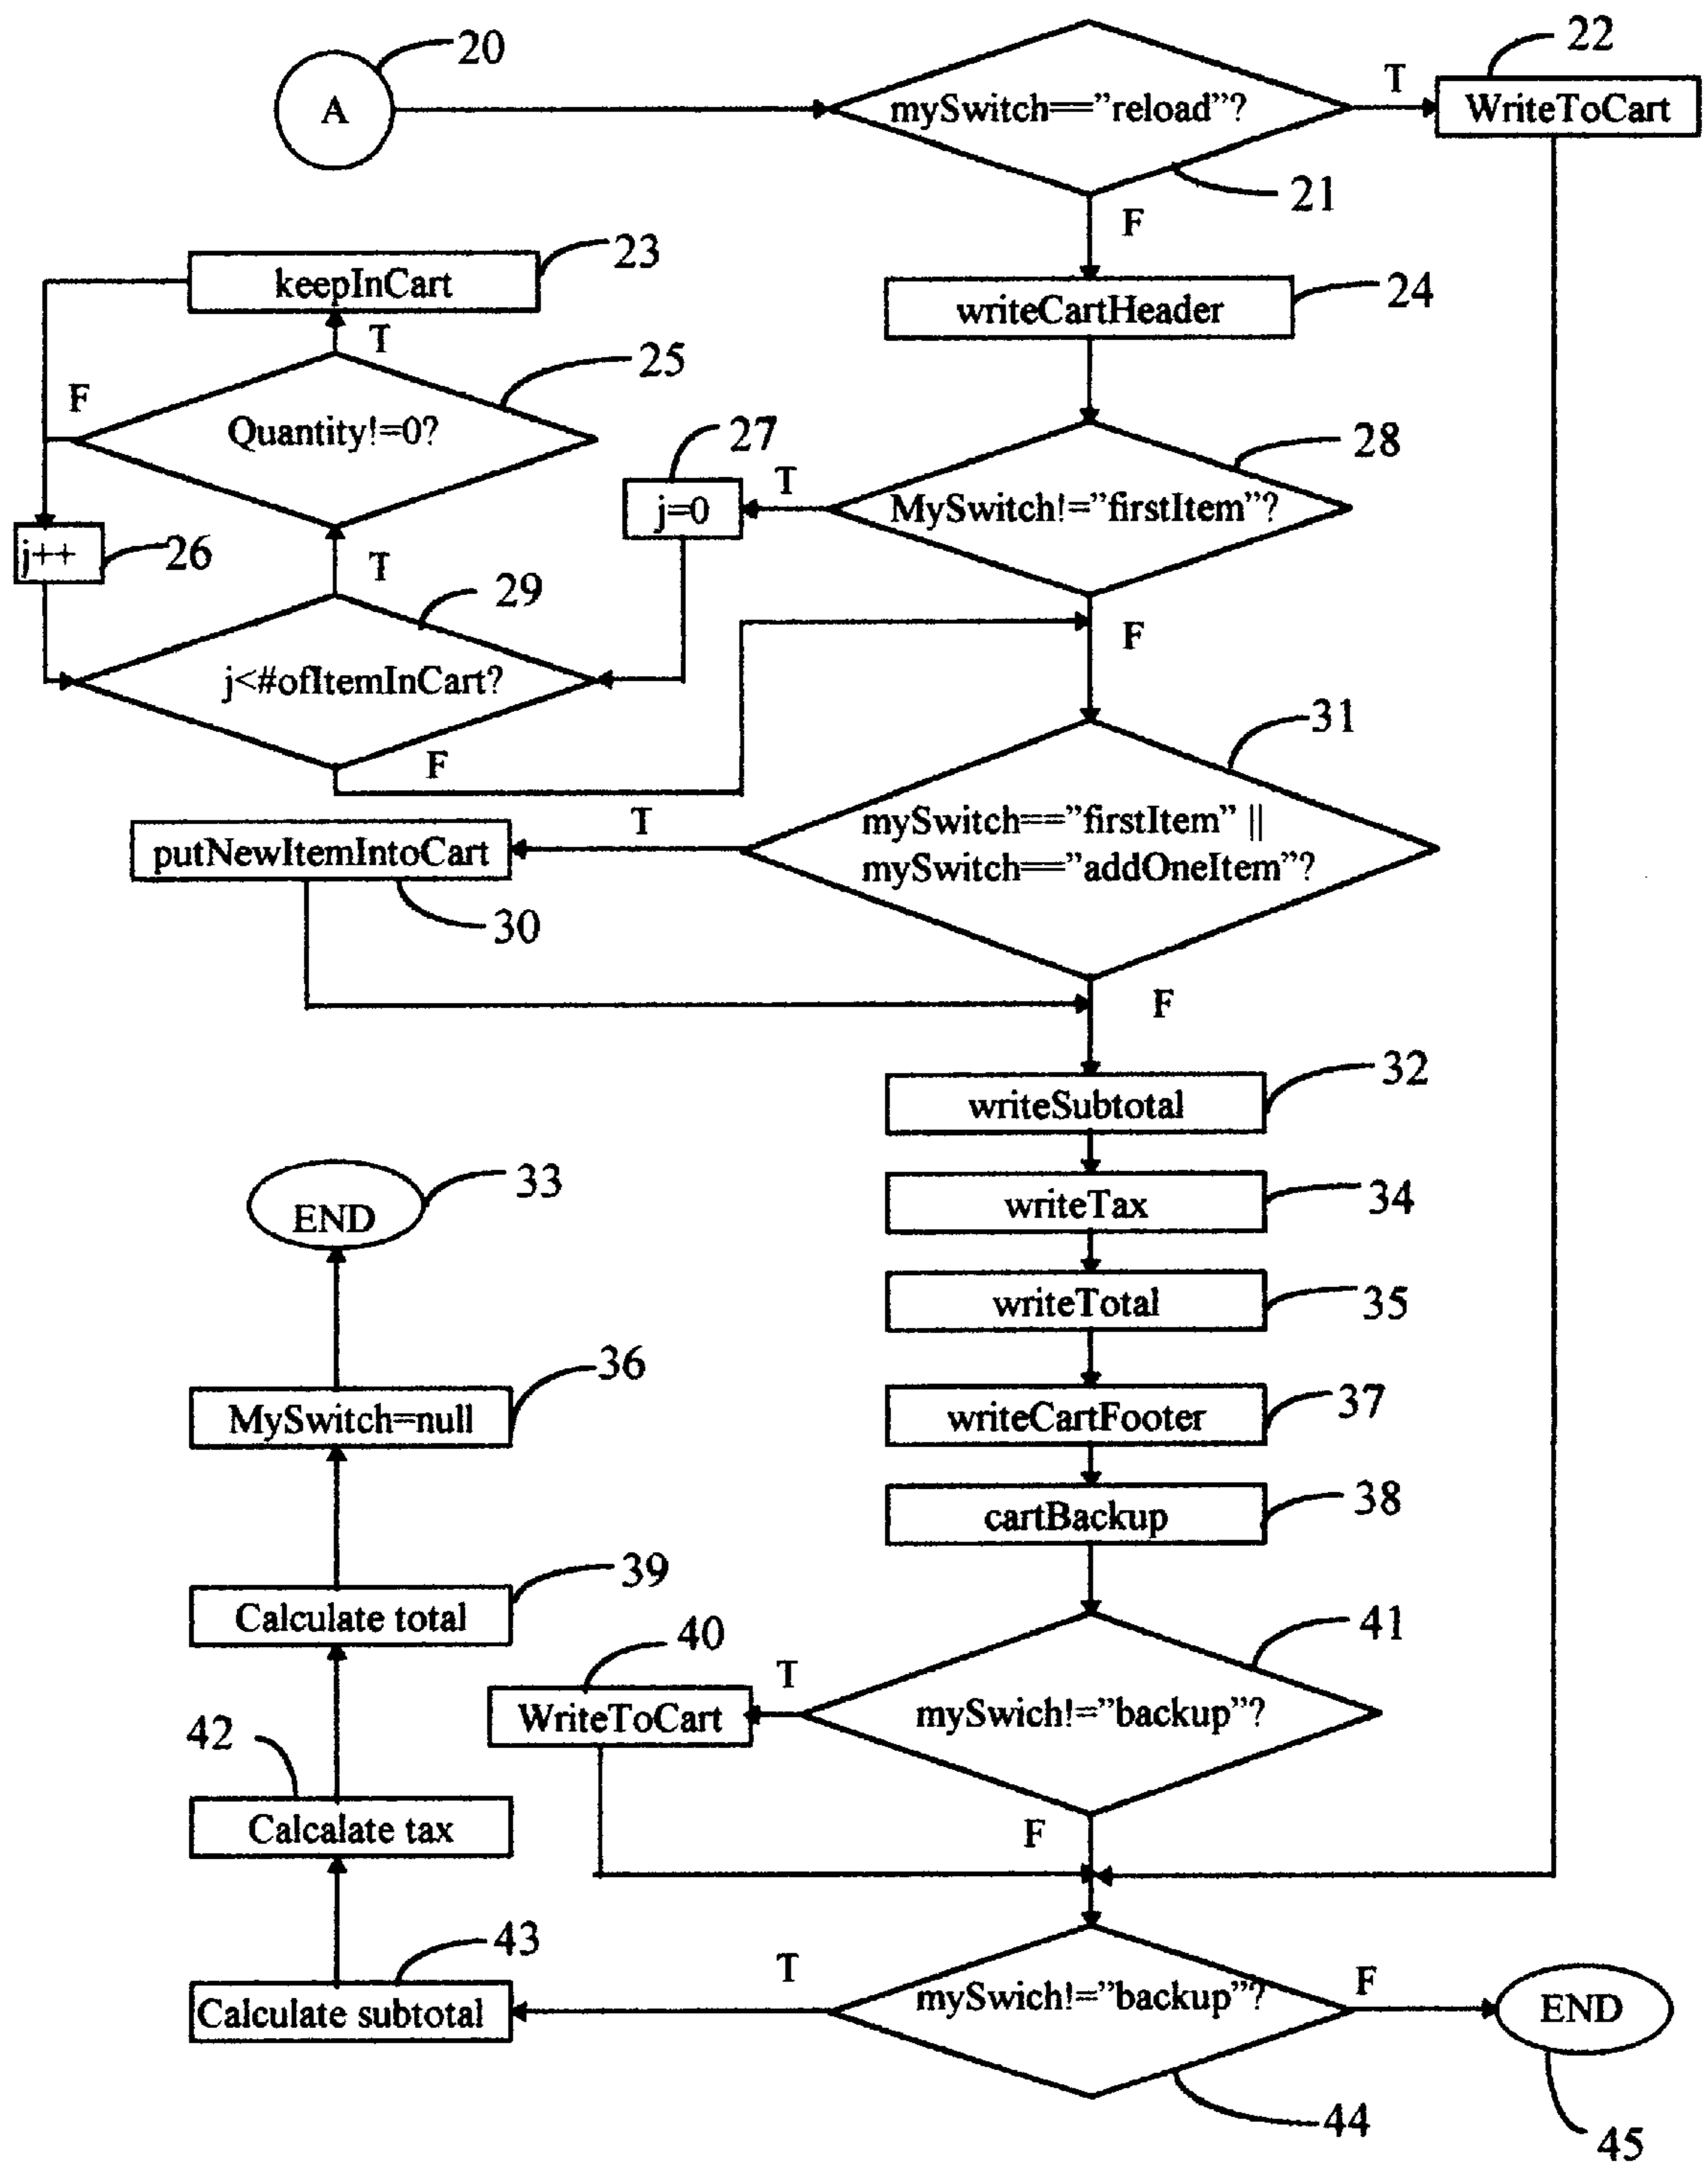 20
22
A
mySwitch=="reload"?
T
WriteToCart
21
F
23
keepInCart
24
writeCartHeader
T
25
F
Quantity!=0?
27
28
T
j=0
MySwitch!="firstItem"?
j++
26
T
29
F
j<#ofItemInCart?
31
F
T
mySwitch=="firstItem" ||
mySwitch=="addOneItem"?
putNewItemIntoCart
30
F
32
writeSubtotal
33
END
34
writeTax
35
writeTotal
36
MySwitch=null
37
writeCartFooter
38
cartBackup
39
Calculate total
40
41
T
WriteToCart
mySwich!="backup"?
42
Calcalate tax
F
43
T
mySwich!="backup"?
F
Calculate subtotal
END
44
45